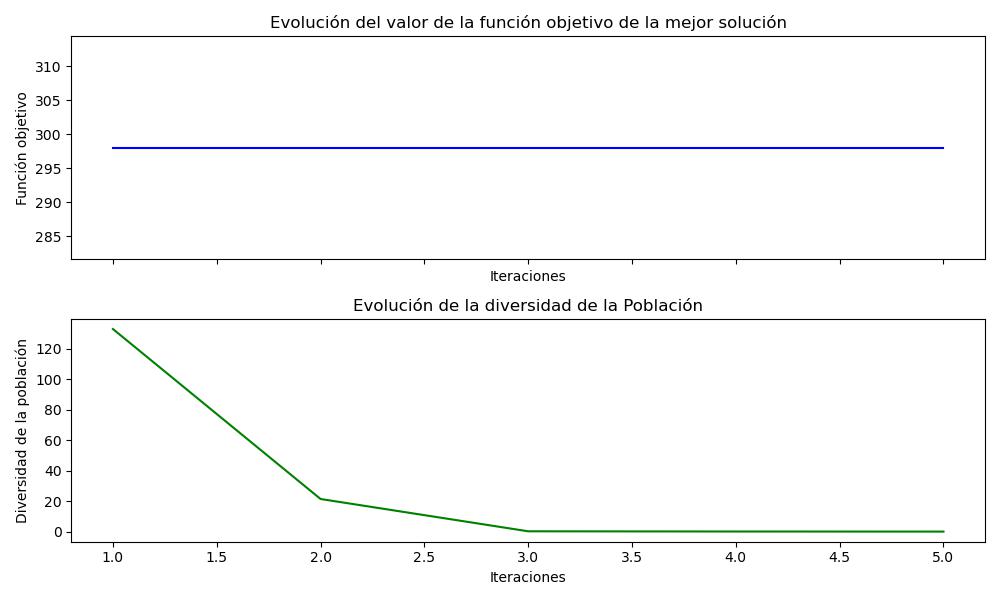 Evolución del valor de la función objetivo de la mejor solución
Función objetivo
310
305
300
295
290
285
Iteraciones
Evolución de la diversidad de la Población
Diversidad de la población
120
100
80
60
40
20
0
1.0 1.5 2.0 2.5 3.0 3.5 4.0 4.5 5.0
Iteraciones